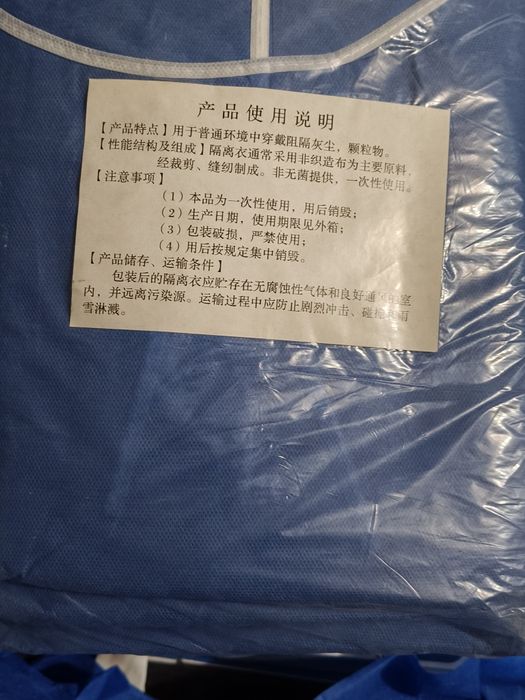 产品使用说明
【产品特点】用于普通环境中穿戴阻隔灰尘，颗粒物。
【性能结构及组成】隔离衣通常采用非织造布为主要原料，
经裁剪、缝纫制成。非无菌提供，一次性使用。
【注意事项】
（1）本品为一次性使用，用后销毁；
（2）生产日期，使用期限见外箱；
（3）包装破损，严禁使用；
（4）用后按规定集中销毁。
【产品储存、运输条件】
包装后的隔离衣应贮存在无腐蚀性气体和良好通风的室
内，并远离污染源。运输过程中应防止剧烈冲击、碰撞 雨
雪淋溅。